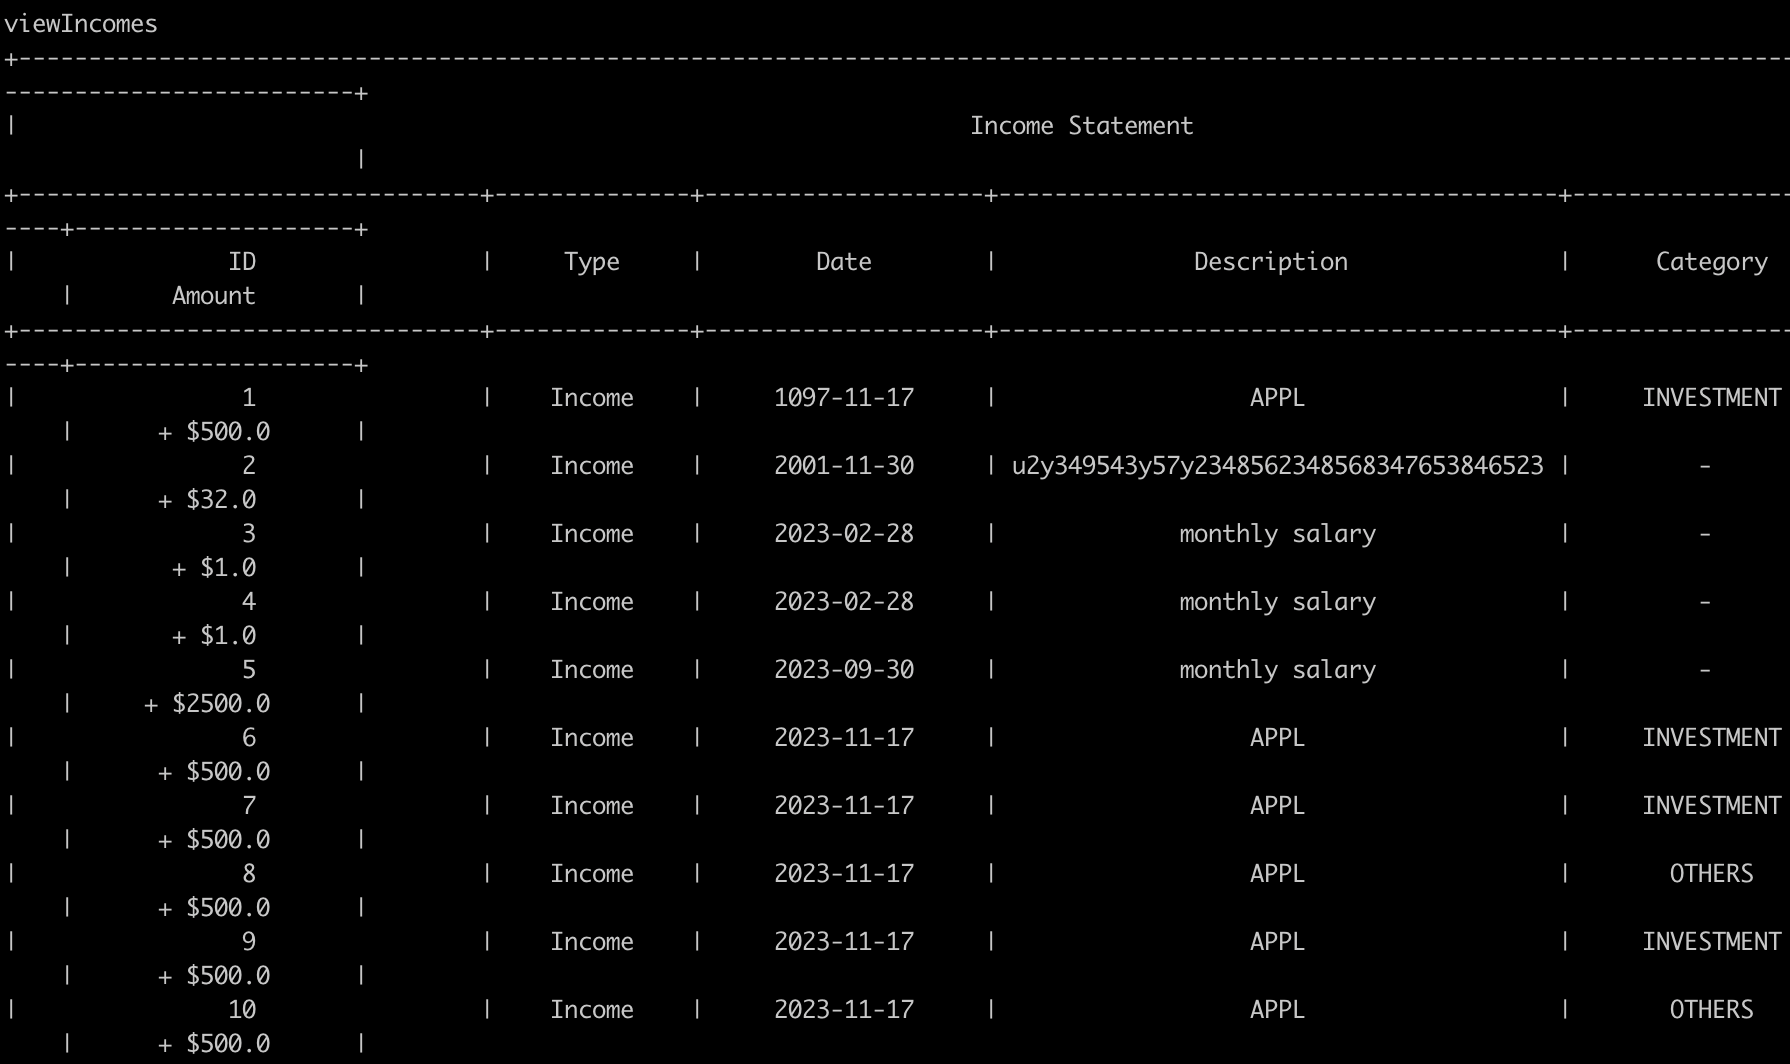 viewIncomes
+------------------------------------------------------------------------------------------------------------------------------
-------------------------+
|                                                                    Income Statement
                         |
+---------------------------------+--------------+--------------------+----------------------------------------+----------------
----+--------------------+
|               ID                |     Type     |        Date        |              Description               |      Category
    |       Amount       |
+---------------------------------+--------------+--------------------+----------------------------------------+----------------
----+--------------------+
|                1                |    Income    |     1097-11-17     |                  APPL                  |     INVESTMENT
    |      + $500.0      |
|                2                |    Income    |     2001-11-30     | u2y349543y57y2348562348568347653846523 |         -
    |      + $32.0       |
|                3                |    Income    |     2023-02-28     |             monthly salary             |         -
    |       + $1.0       |
|                4                |    Income    |     2023-02-28     |             monthly salary             |         -
    |       + $1.0       |
|                5                |    Income    |     2023-09-30     |             monthly salary             |         -
    |     + $2500.0      |
|                6                |    Income    |     2023-11-17     |                  APPL                  |     INVESTMENT
    |      + $500.0      |
|                7                |    Income    |     2023-11-17     |                  APPL                  |     INVESTMENT
    |      + $500.0      |
|                8                |    Income    |     2023-11-17     |                  APPL                  |       OTHERS
    |      + $500.0      |
|                9                |    Income    |     2023-11-17     |                  APPL                  |     INVESTMENT
    |      + $500.0      |
|                10               |    Income    |     2023-11-17     |                  APPL                  |       OTHERS
    |      + $500.0      |